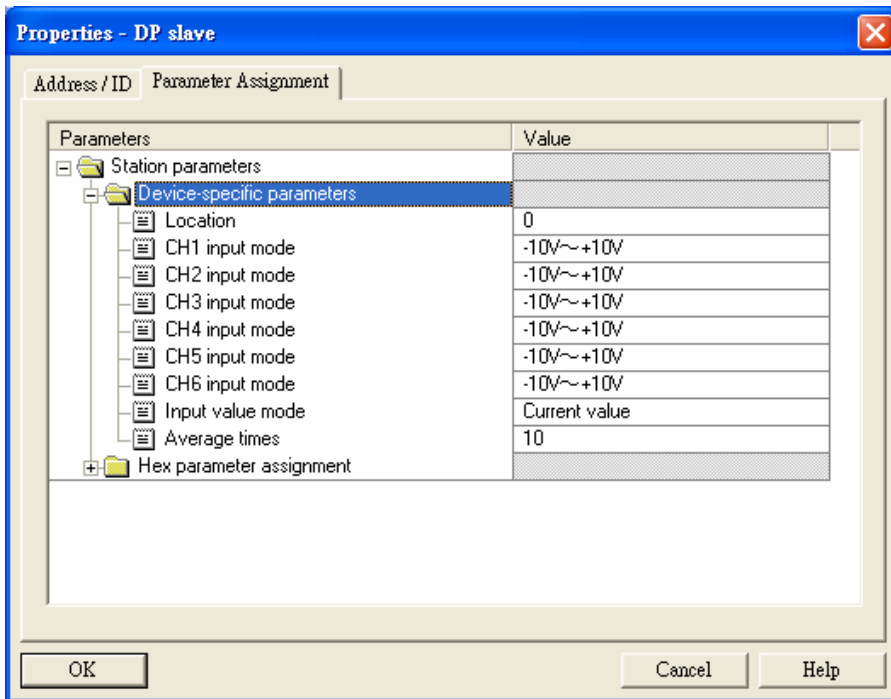 Properties - DP slave
Address / ID Parameter Assignment
Parameters Value
Station parameters
Device-specific parameters
Location 0
CH1 input mode -10V～+10V
CH2 input mode -10V～+10V
CH3 input mode -10V～+10V
CH4 input mode -10V～+10V
CH5 input mode -10V～+10V
CH6 input mode -10V～+10V
Input value mode Current value
Average times 10
Hex parameter assignment
OK Cancel Help